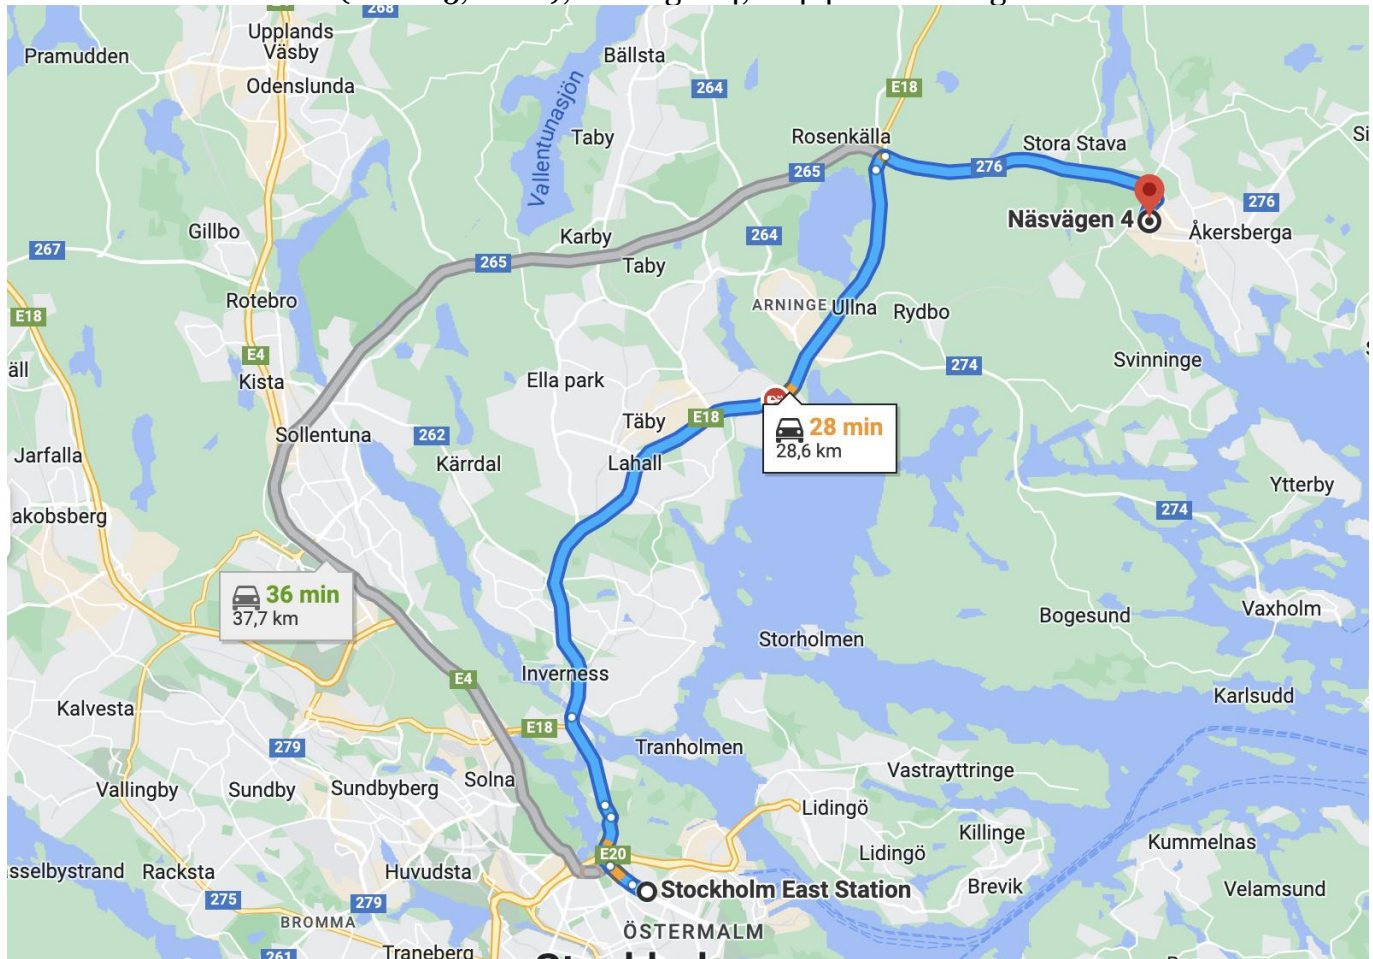 268
Upplands
Väsby
Pramudden
Bällsta
Odenslunda
264
E18
Vallentunasjön
Taby
Rosenkälla
Stora Stava
265
276
276
Näsvägen 4
Åkersberga
Gillbo
267
Karby
264
265
Taby
Rotebro
ARNINGE
Ullna
Rydbo
E18
E4
274
Svinninge
äll
Kista
Ella park
E18
Täby
28 min
28,6 km
Sollentuna
262
Jarfalla
Kärrdal
Lahall
Ytterby
akobsberg
274
36 min
37,7 km
Vaxholm
Bogesund
Storholmen
Inverness
E4
Karlsudd
Kalvesta
E18
279
Tranholmen
Vastrayttringe
Solna
Vallingby
Sundby
Sundbyberg
Lidingö
Killinge
Kummelnas
E20
Lidingö
sselbystrand
Racksta
Huvudsta
Brevik
Stockholm East Station
Velamsund
275
279
BROMMA
ÖSTERMALM
Traneberg
261